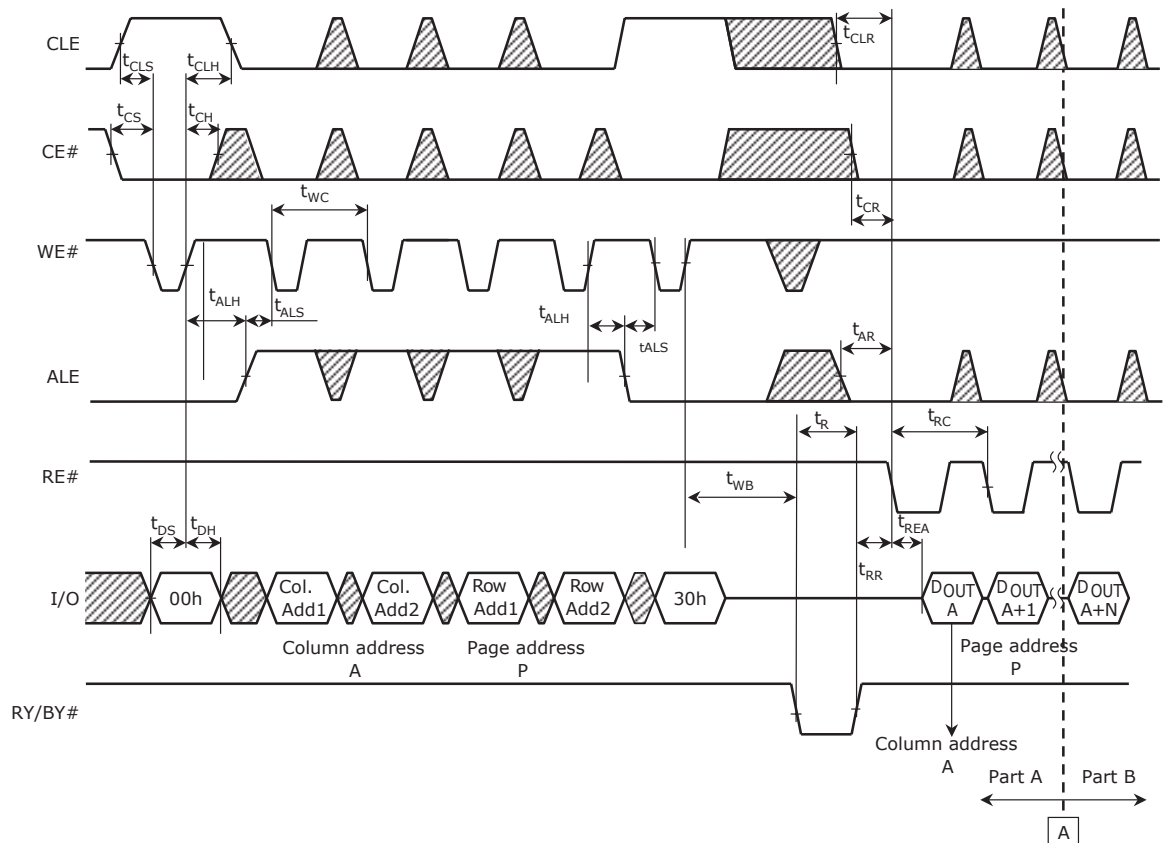 CLE
tCLS
tCLH
tCLR
tCS
tCH
CE#
tWC
tCR
WE#
tALH
tALS
tALH
tALS
tAR
ALE
tR
tRC
RE#
tWB
tDS
tDH
tREA
tRR
I/O
00h
Col. Add1
Col. Add2
Row Add1
Row Add2
30h
DOUT A
DOUT A+1
DOUT A+N
Column address
A
Page address
P
Page address
P
RY/BY#
Column address
A
Part A
Part B
A